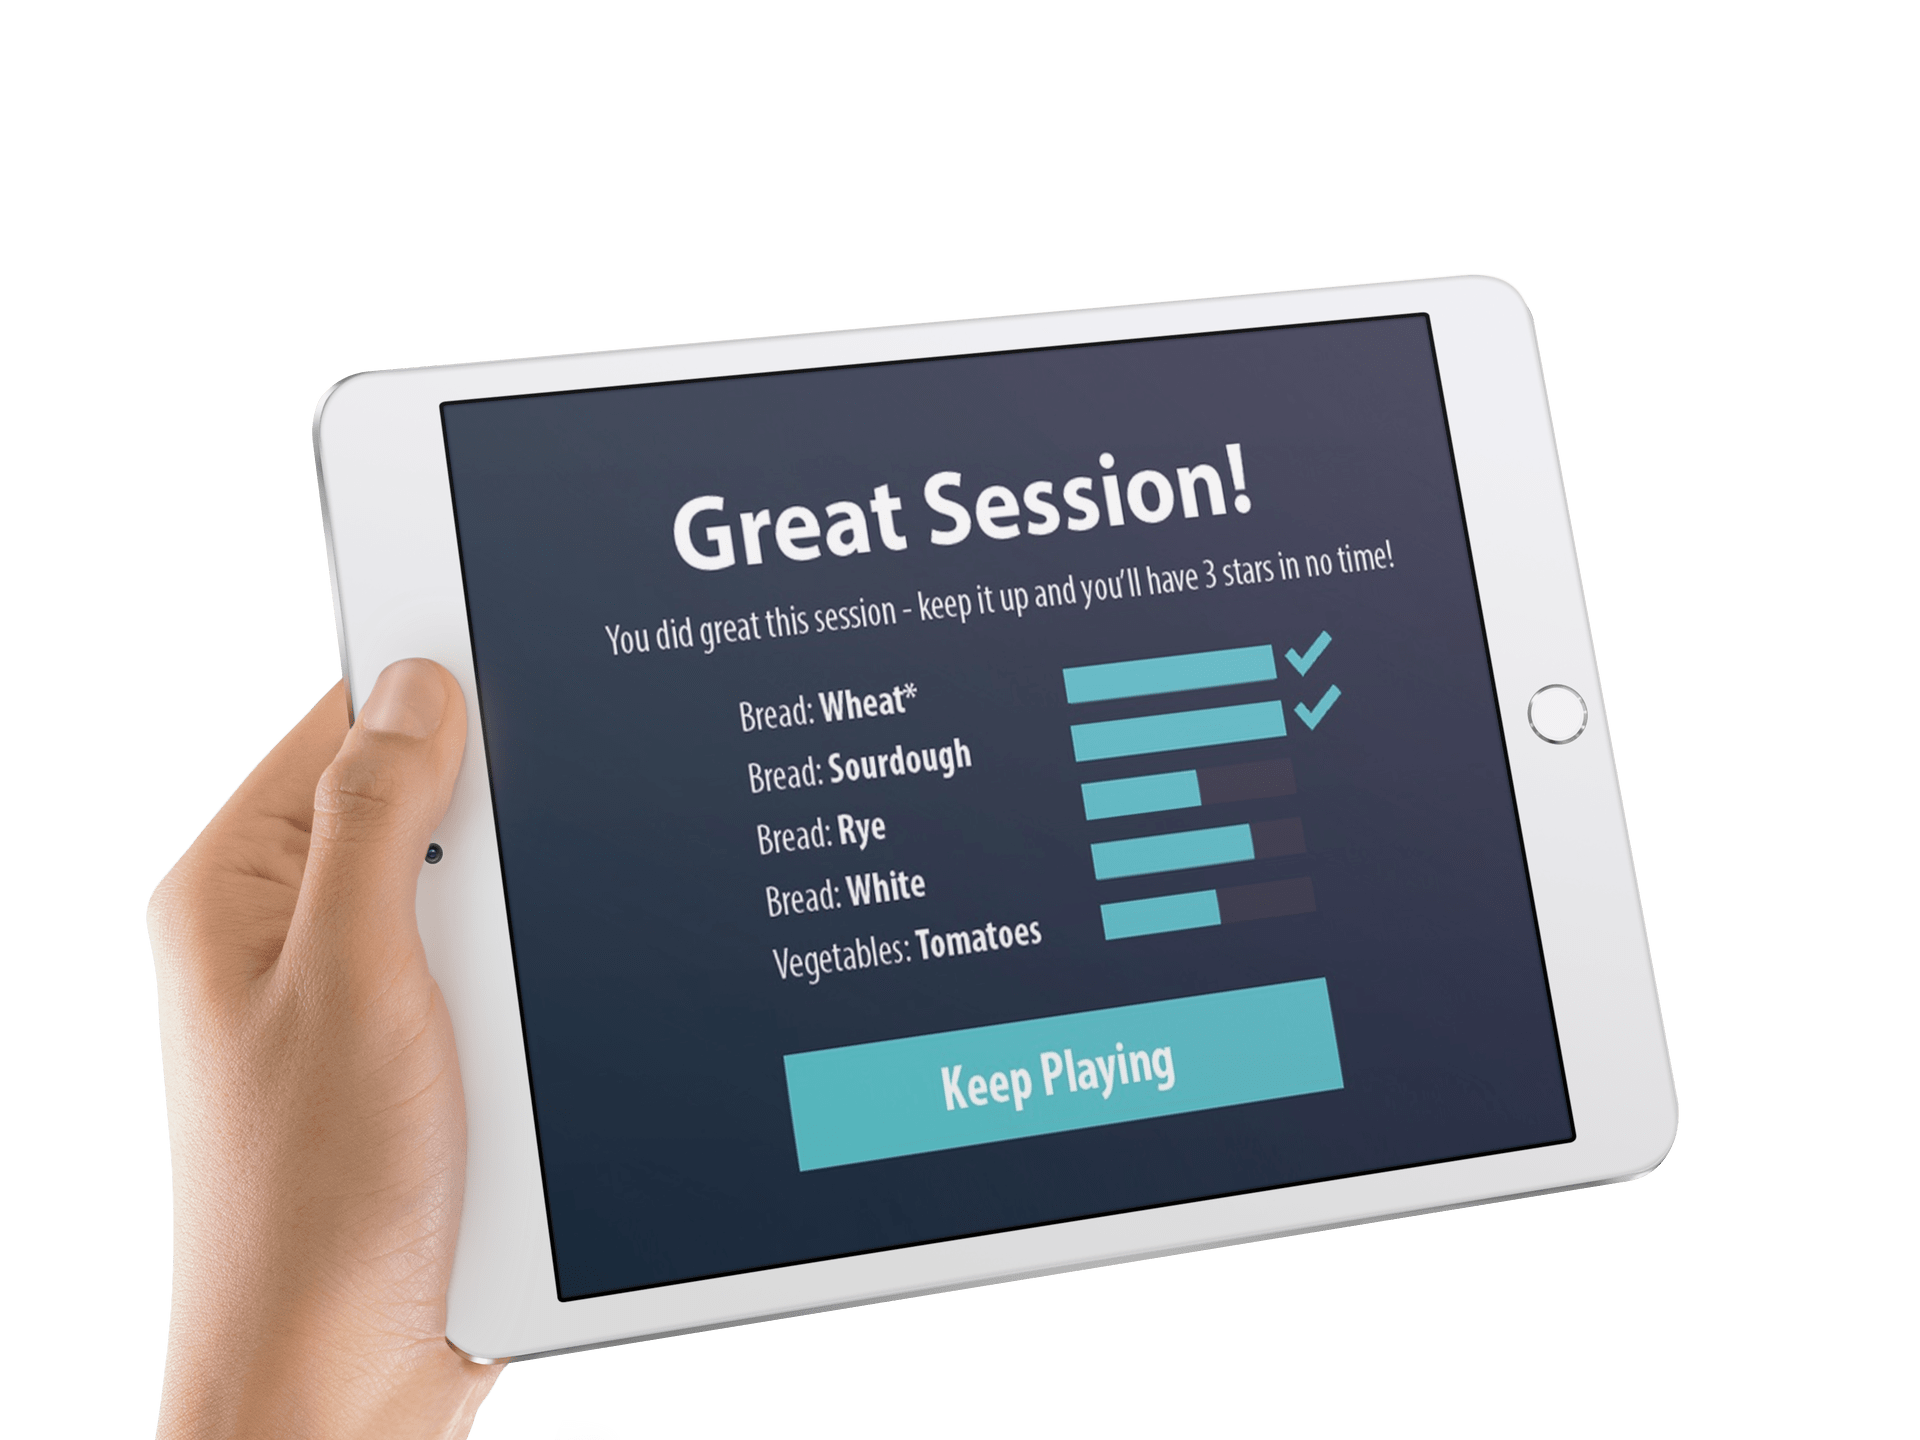 Great Session!
You did great this session - keep it up and you'll have 3 stars in no time!
Bread: Wheat*
Bread: Sourdough
Bread: Rye
Bread: White
Vegetables: Tomatoes
Keep Playing